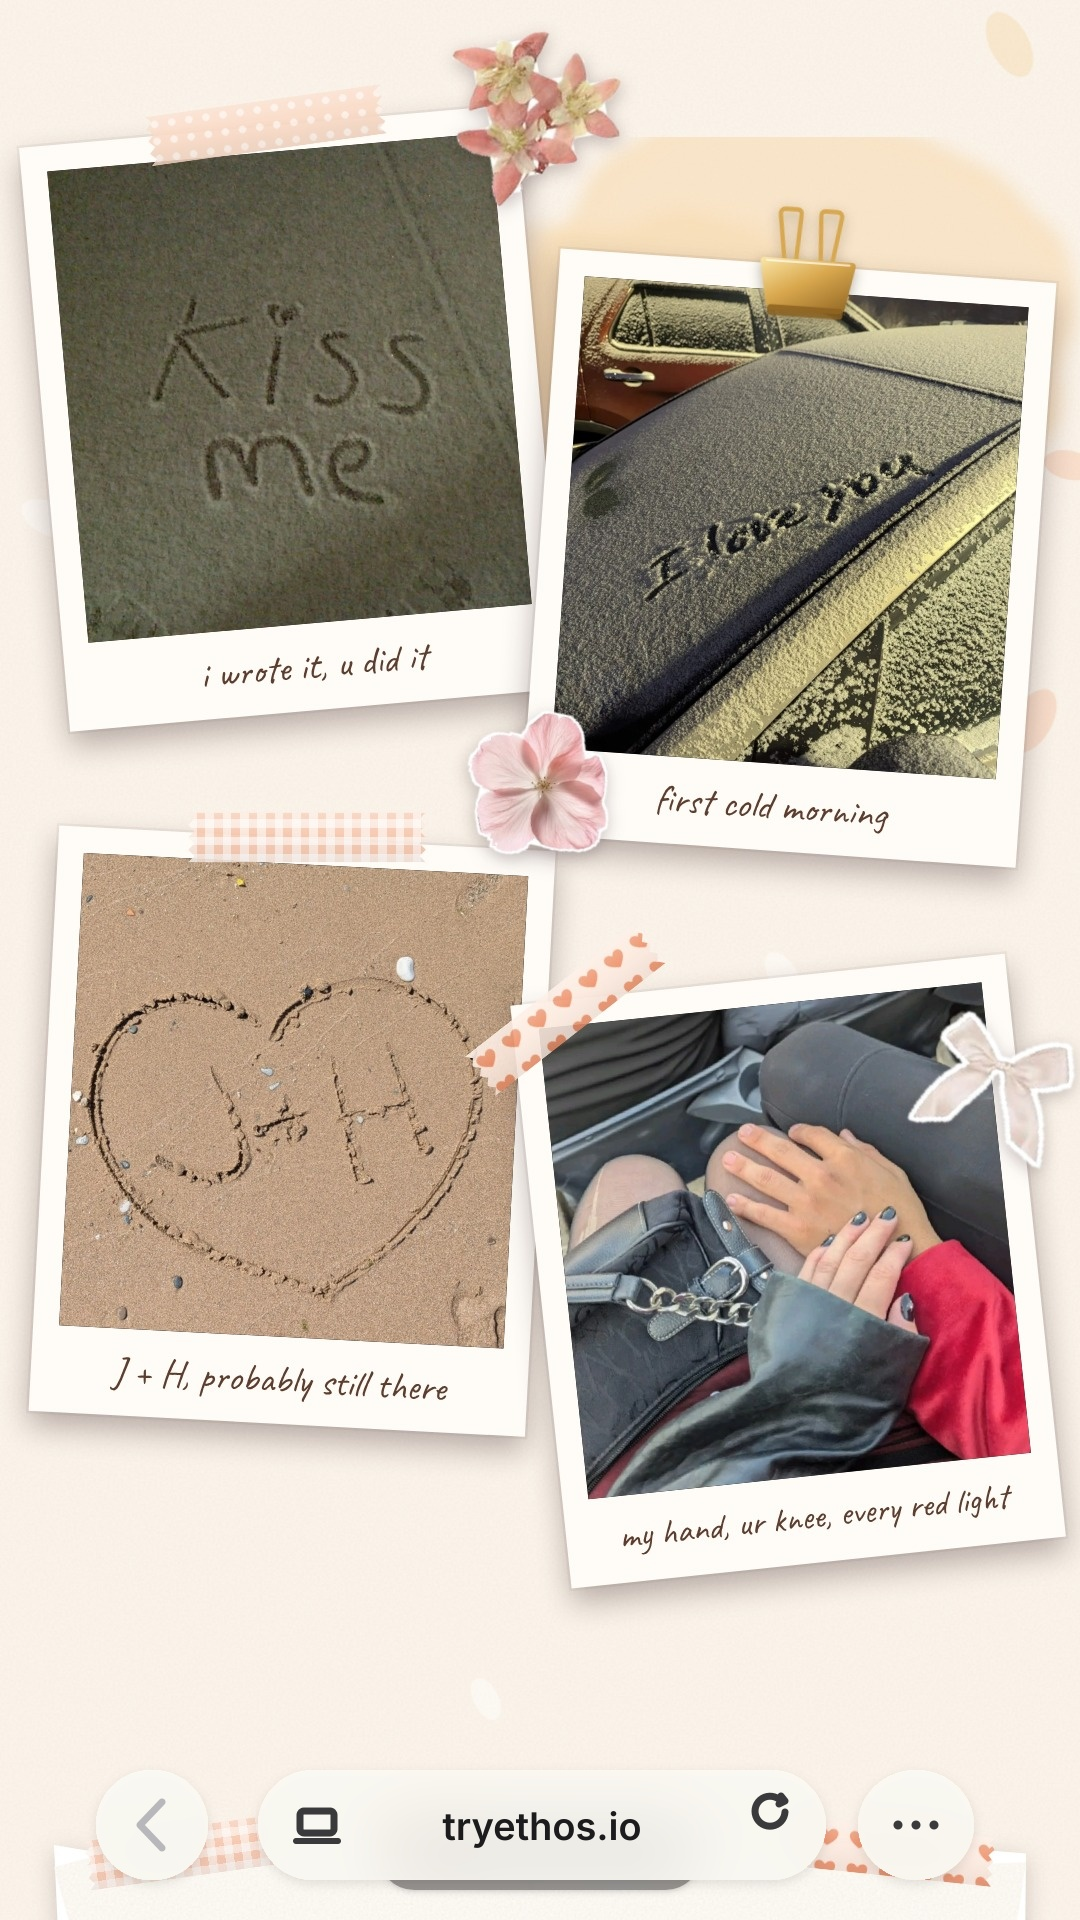 Kiss
me
i wrote it, u did it
I love you
first cold morning
J+H
J + H, probably still there
my hand, ur knee, every red light
tryethos.io